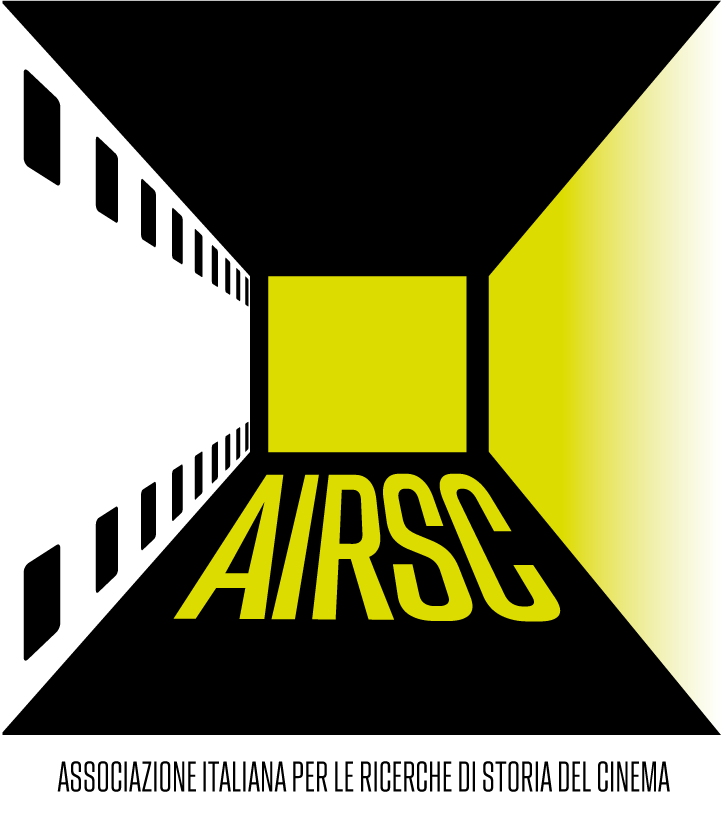 AIRSC
ASSOCIAZIONE ITALIANA PER LE RICERCHE DI STORIA DEL CINEMA